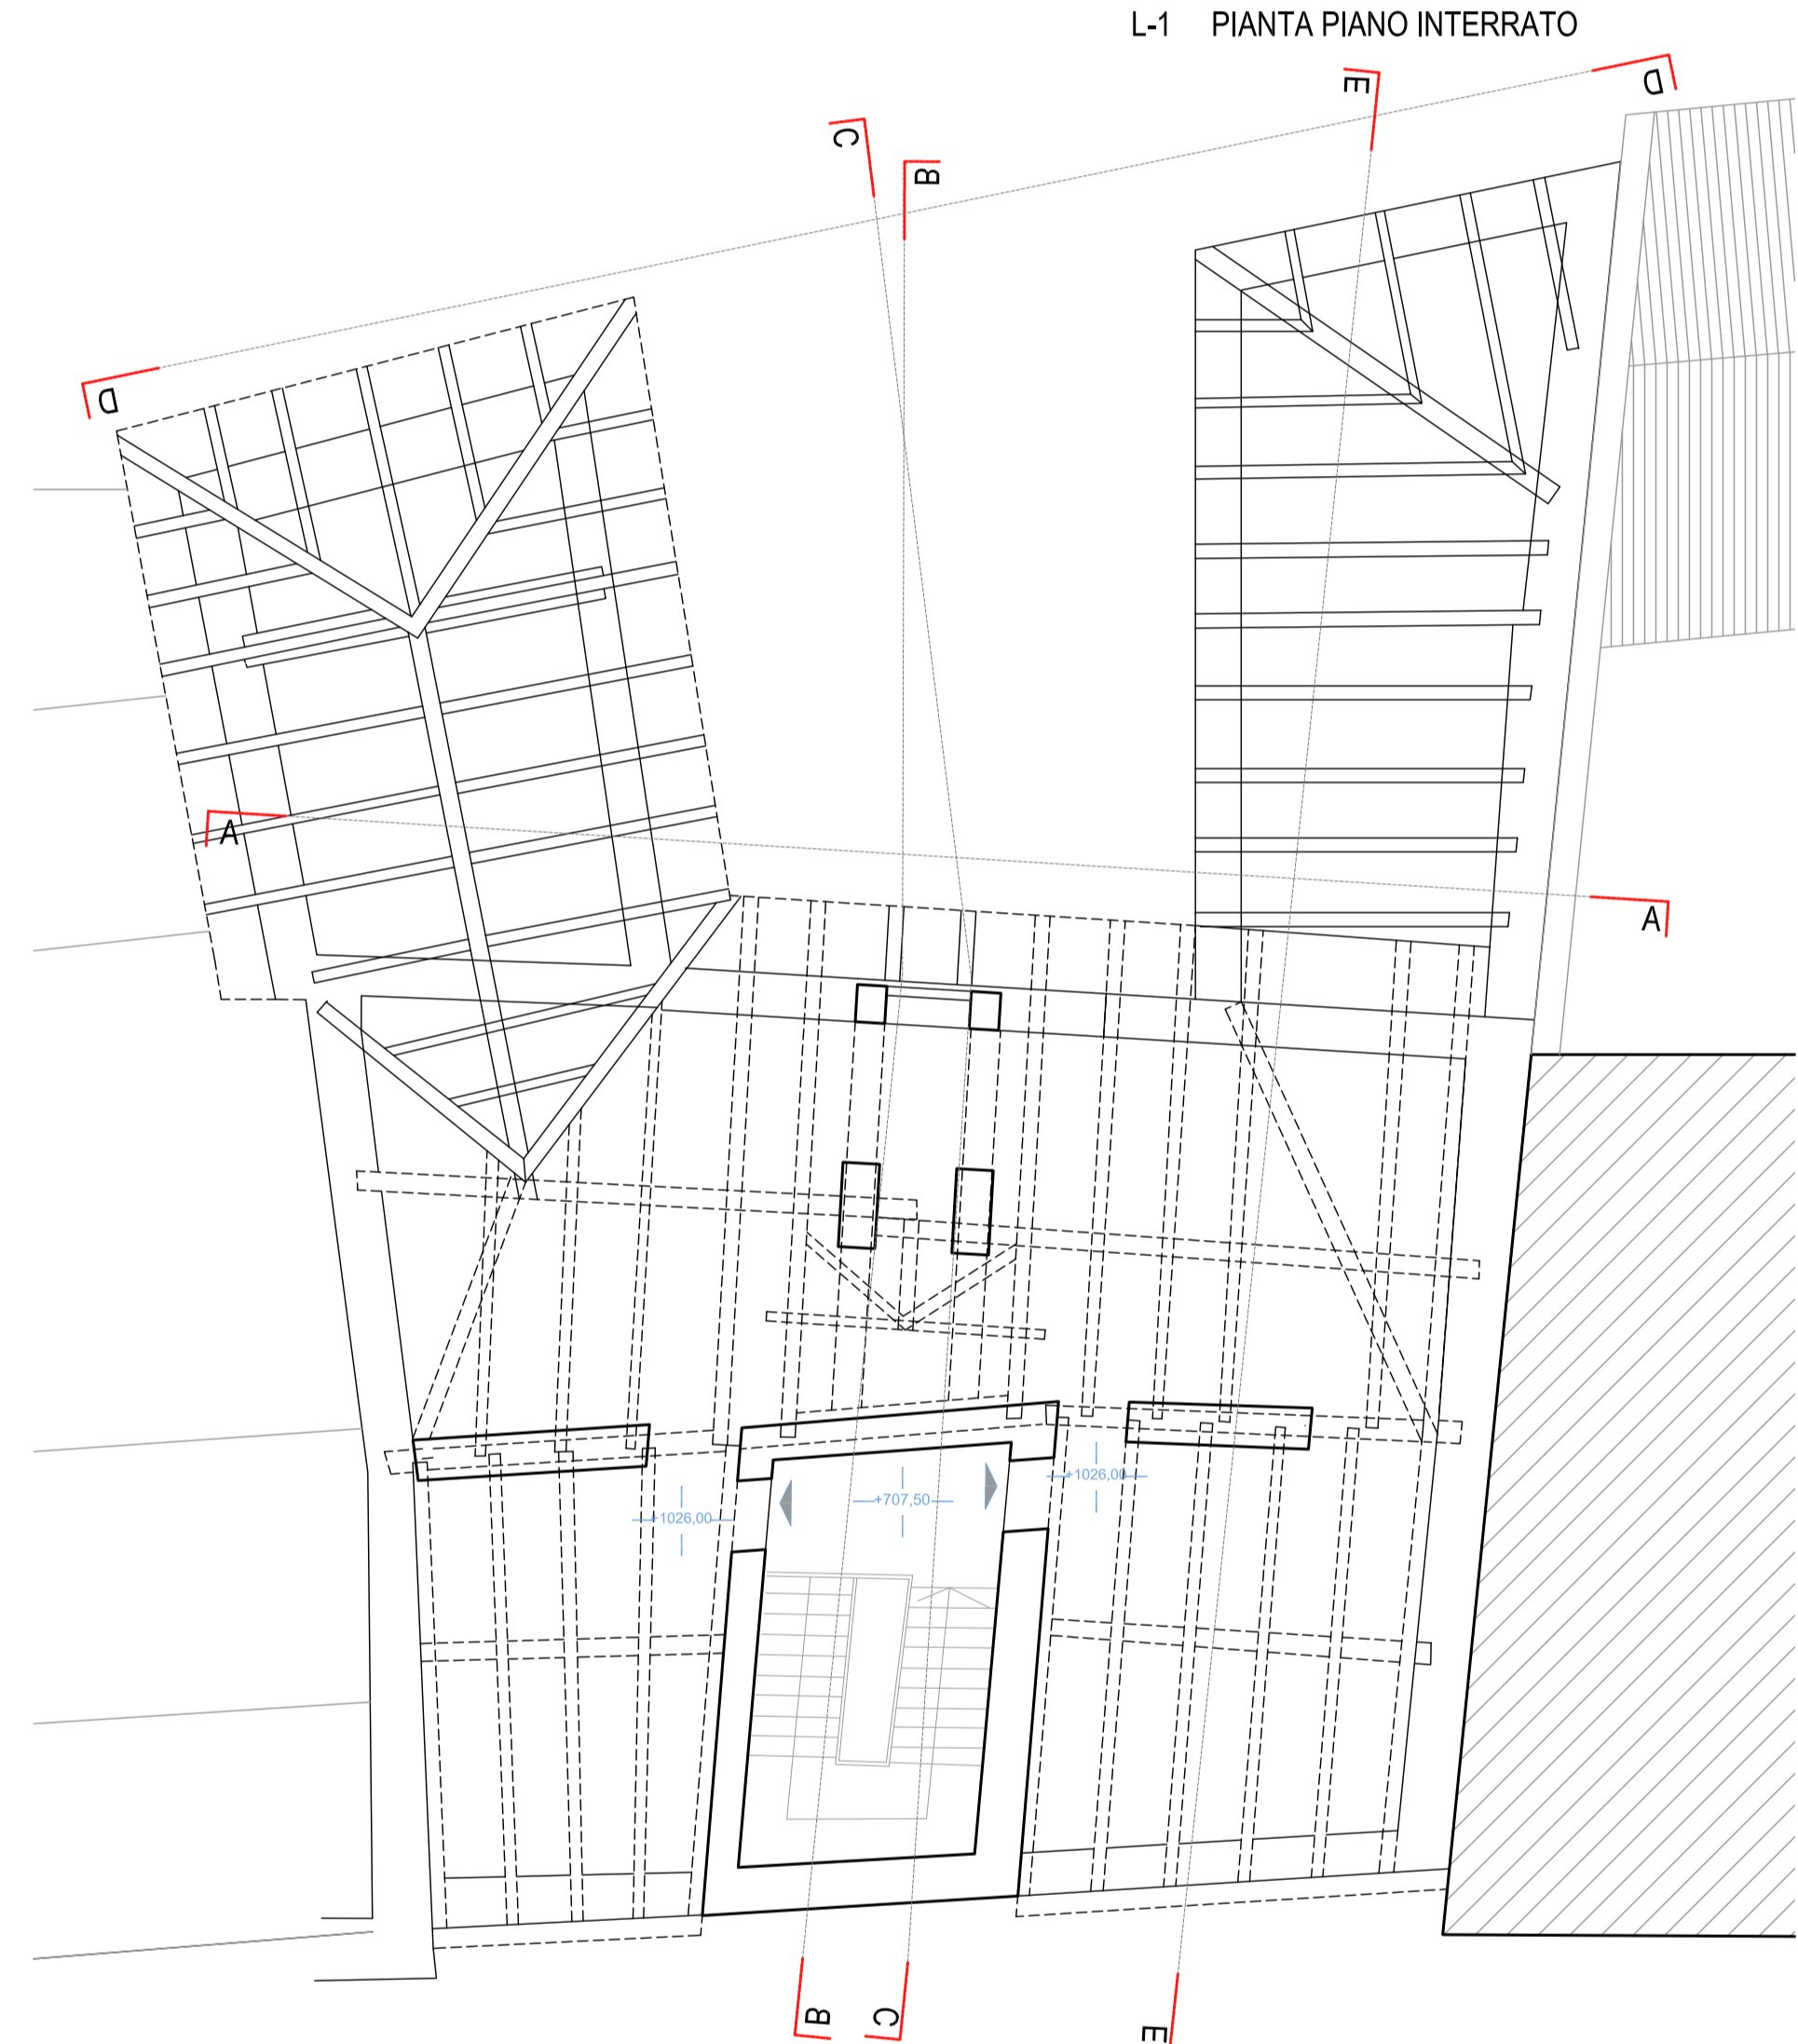 L-1 PIANTA PIANO INTERRATO
D
E
C
B
D
A
A
+1026,00
+707,50
+1026,00
B
C
E